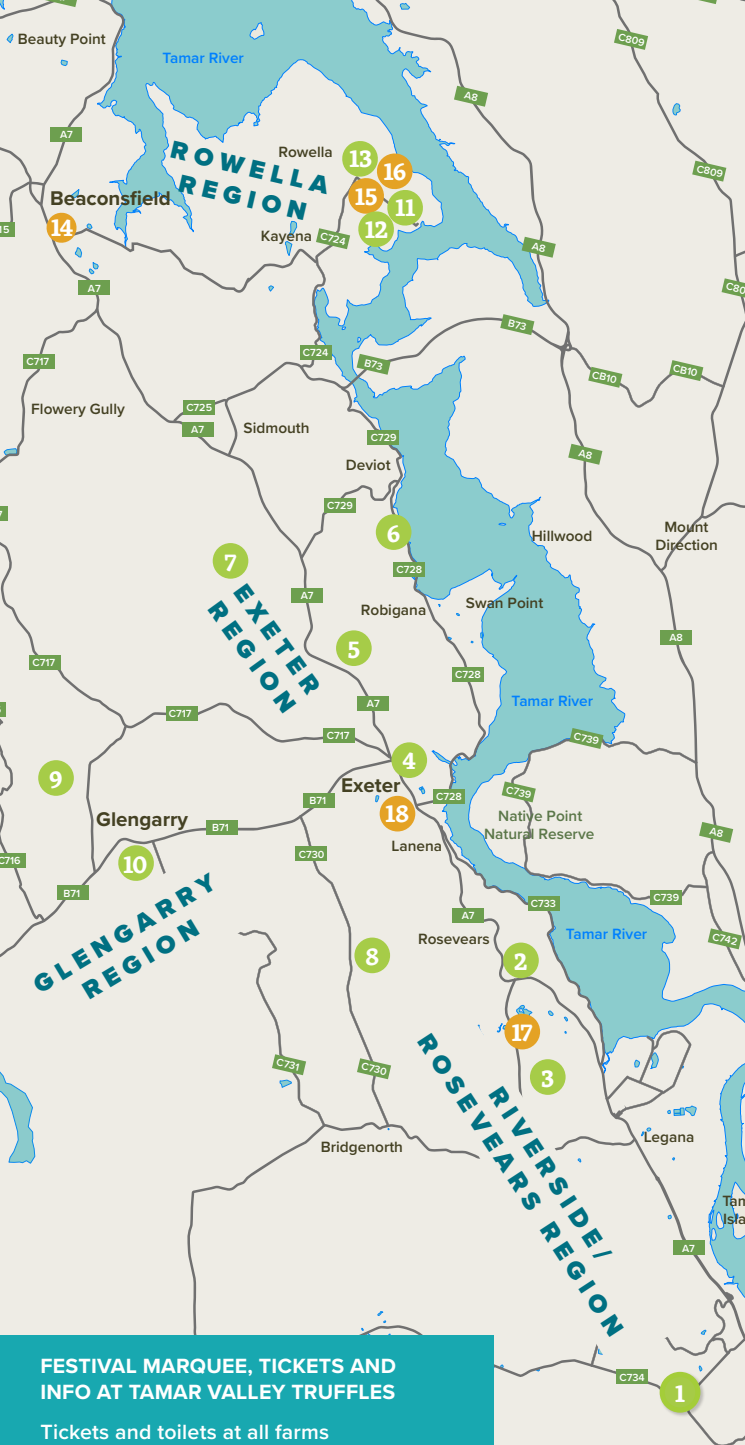 Beauty Point
Tamar River
C809
A8
A7
C809
ROWELLA
REGION
Rowella
13
16
15
11
12
Beaconsfield
14
Kayena
C724
A8
A7
C717
C724
B73
B73
CB10
CB10
Flowery Gully
C725
A7
Sidmouth
C729
A8
Deviot
C729
6
Hillwood
Mount
Direction
7
C728
EXETER
REGION
A7
Robigana
Swan Point
A8
5
C717
C728
A7
Tamar River
C717
C717
C739
4
9
Exeter
B71
C728
C739
18
Native Point
Natural Reserve
Glengarry
B71
A8
Lanena
C730
C716
10
B71
GLENGARRY
REGION
C733
C739
A7
Rosevears
Tamar River
C742
8
2
17
C731
C730
3
RIVERSIDE/
ROSEVEARS REGION
Bridgenorth
Legana
A7
C734
1
FESTIVAL MARQUEE, TICKETS AND
INFO AT TAMAR VALLEY TRUFFLES
Tickets and toilets at all farms